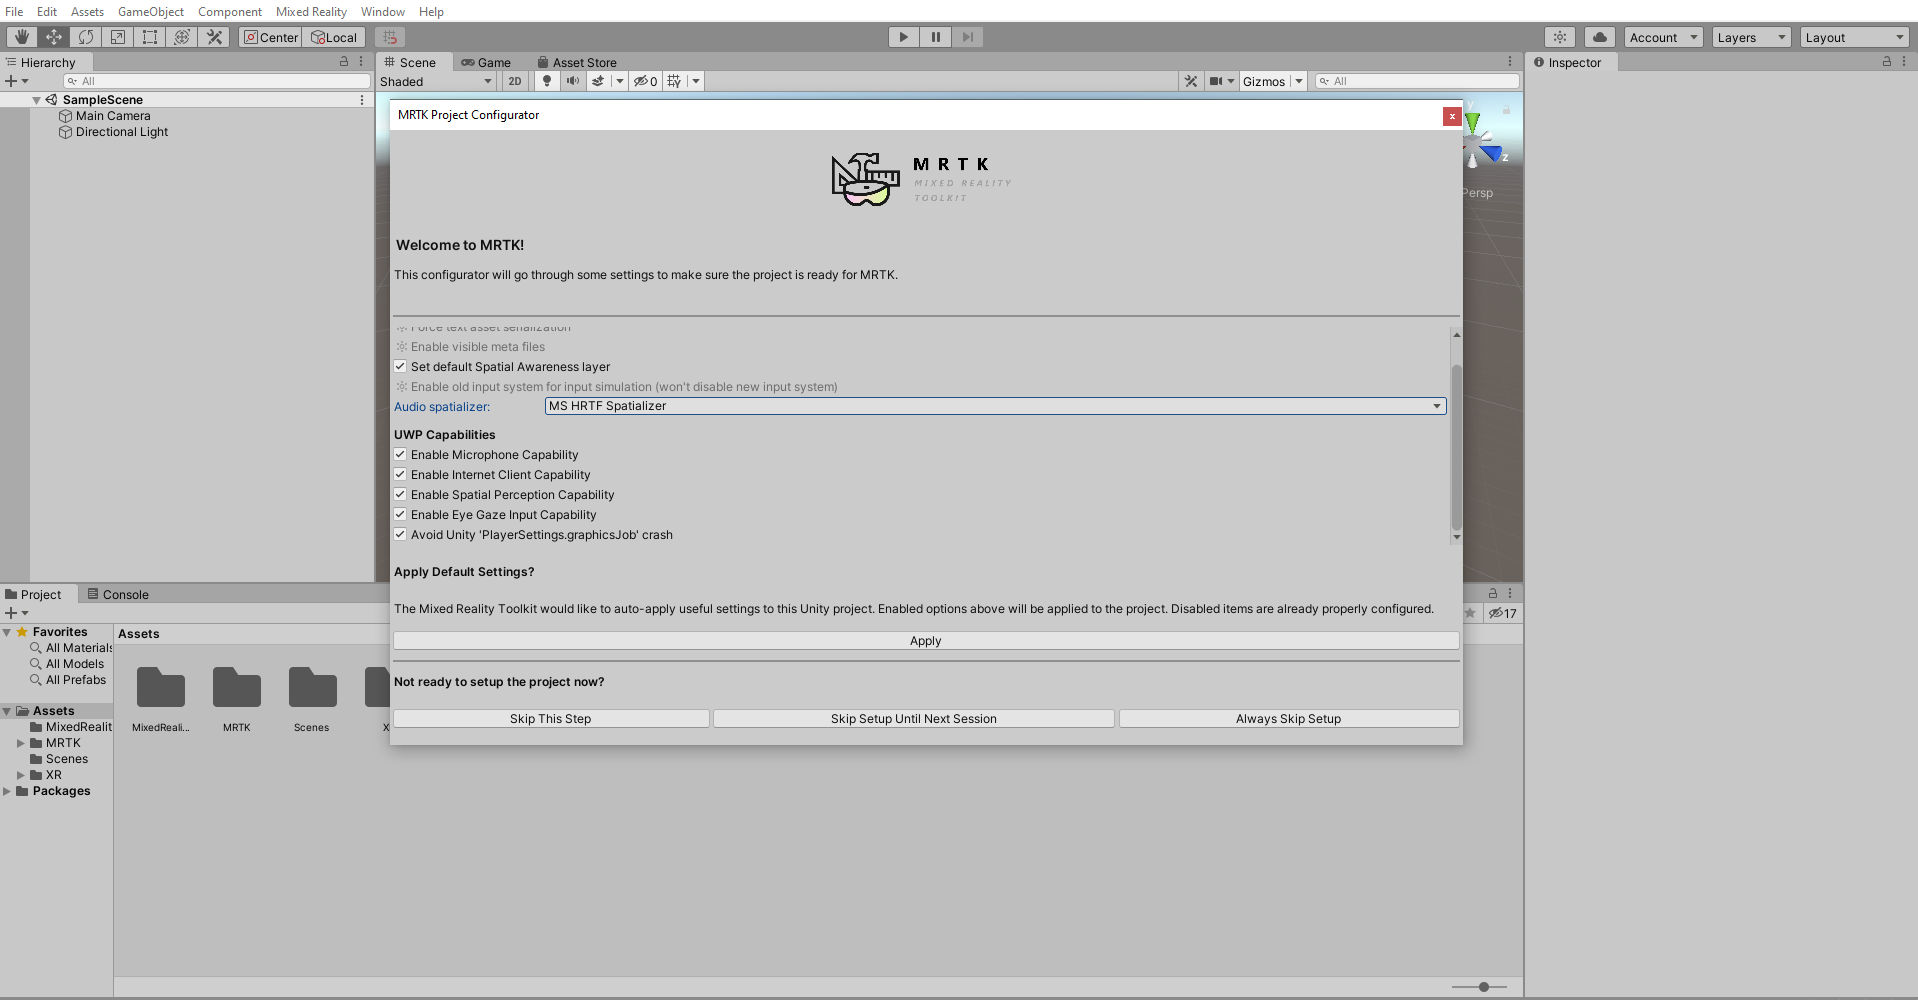 File Edit Assets GameObject Component Mixed Reality Window Help
Center Local Account Layers Layout
Hierarchy
All
SampleScene
Main Camera
Directional Light
Scene Game Asset Store
Shaded 2D 0 Gizmos All
Inspector
y
z
Persp
MRTK Project Configurator
x
MRTK
MIXED REALITY
TOOLKIT
Welcome to MRTK!
This configurator will go through some settings to make sure the project is ready for MRTK.
Force text asset serialization
Enable visible meta files
Set default Spatial Awareness layer
Enable old input system for input simulation (won't disable new input system)
Audio spatializer: MS HRTF Spatializer
UWP Capabilities
Enable Microphone Capability
Enable Internet Client Capability
Enable Spatial Perception Capability
Enable Eye Gaze Input Capability
Avoid Unity 'PlayerSettings.graphicsJob' crash
Apply Default Settings?
The Mixed Reality Toolkit would like to auto-apply useful settings to this Unity project. Enabled options above will be applied to the project. Disabled items are already properly configured.
Apply
Not ready to setup the project now?
Skip This Step Skip Setup Until Next Session Always Skip Setup
Project Console
17
Favorites
All Materials
All Models
All Prefabs
Assets
MixedRealit
MRTK
Scenes
XR
Packages
Assets
MixedReali... MRTK Scenes X